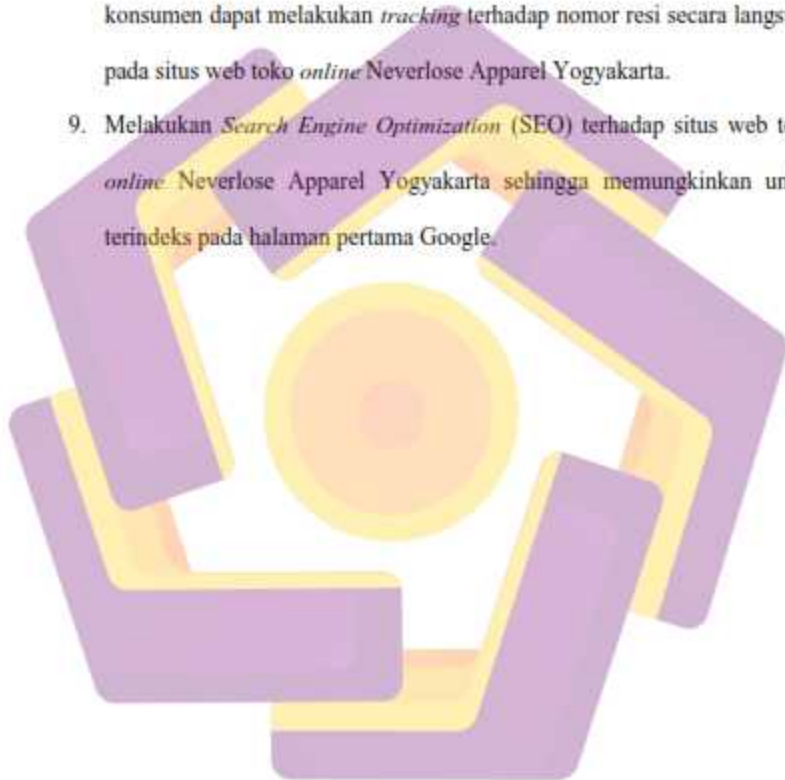 konsumen dapat melakukan tracking terhadap nomor resi secara langs
pada situs web toko online Neverlose Apparel Yogyakarta.
9. Melakukan Search Engine Optimization (SEO) terhadap situs web t
online Neverlose Apparel Yogyakarta sehingga memungkinkan un
terindeks pada halaman pertama Google.